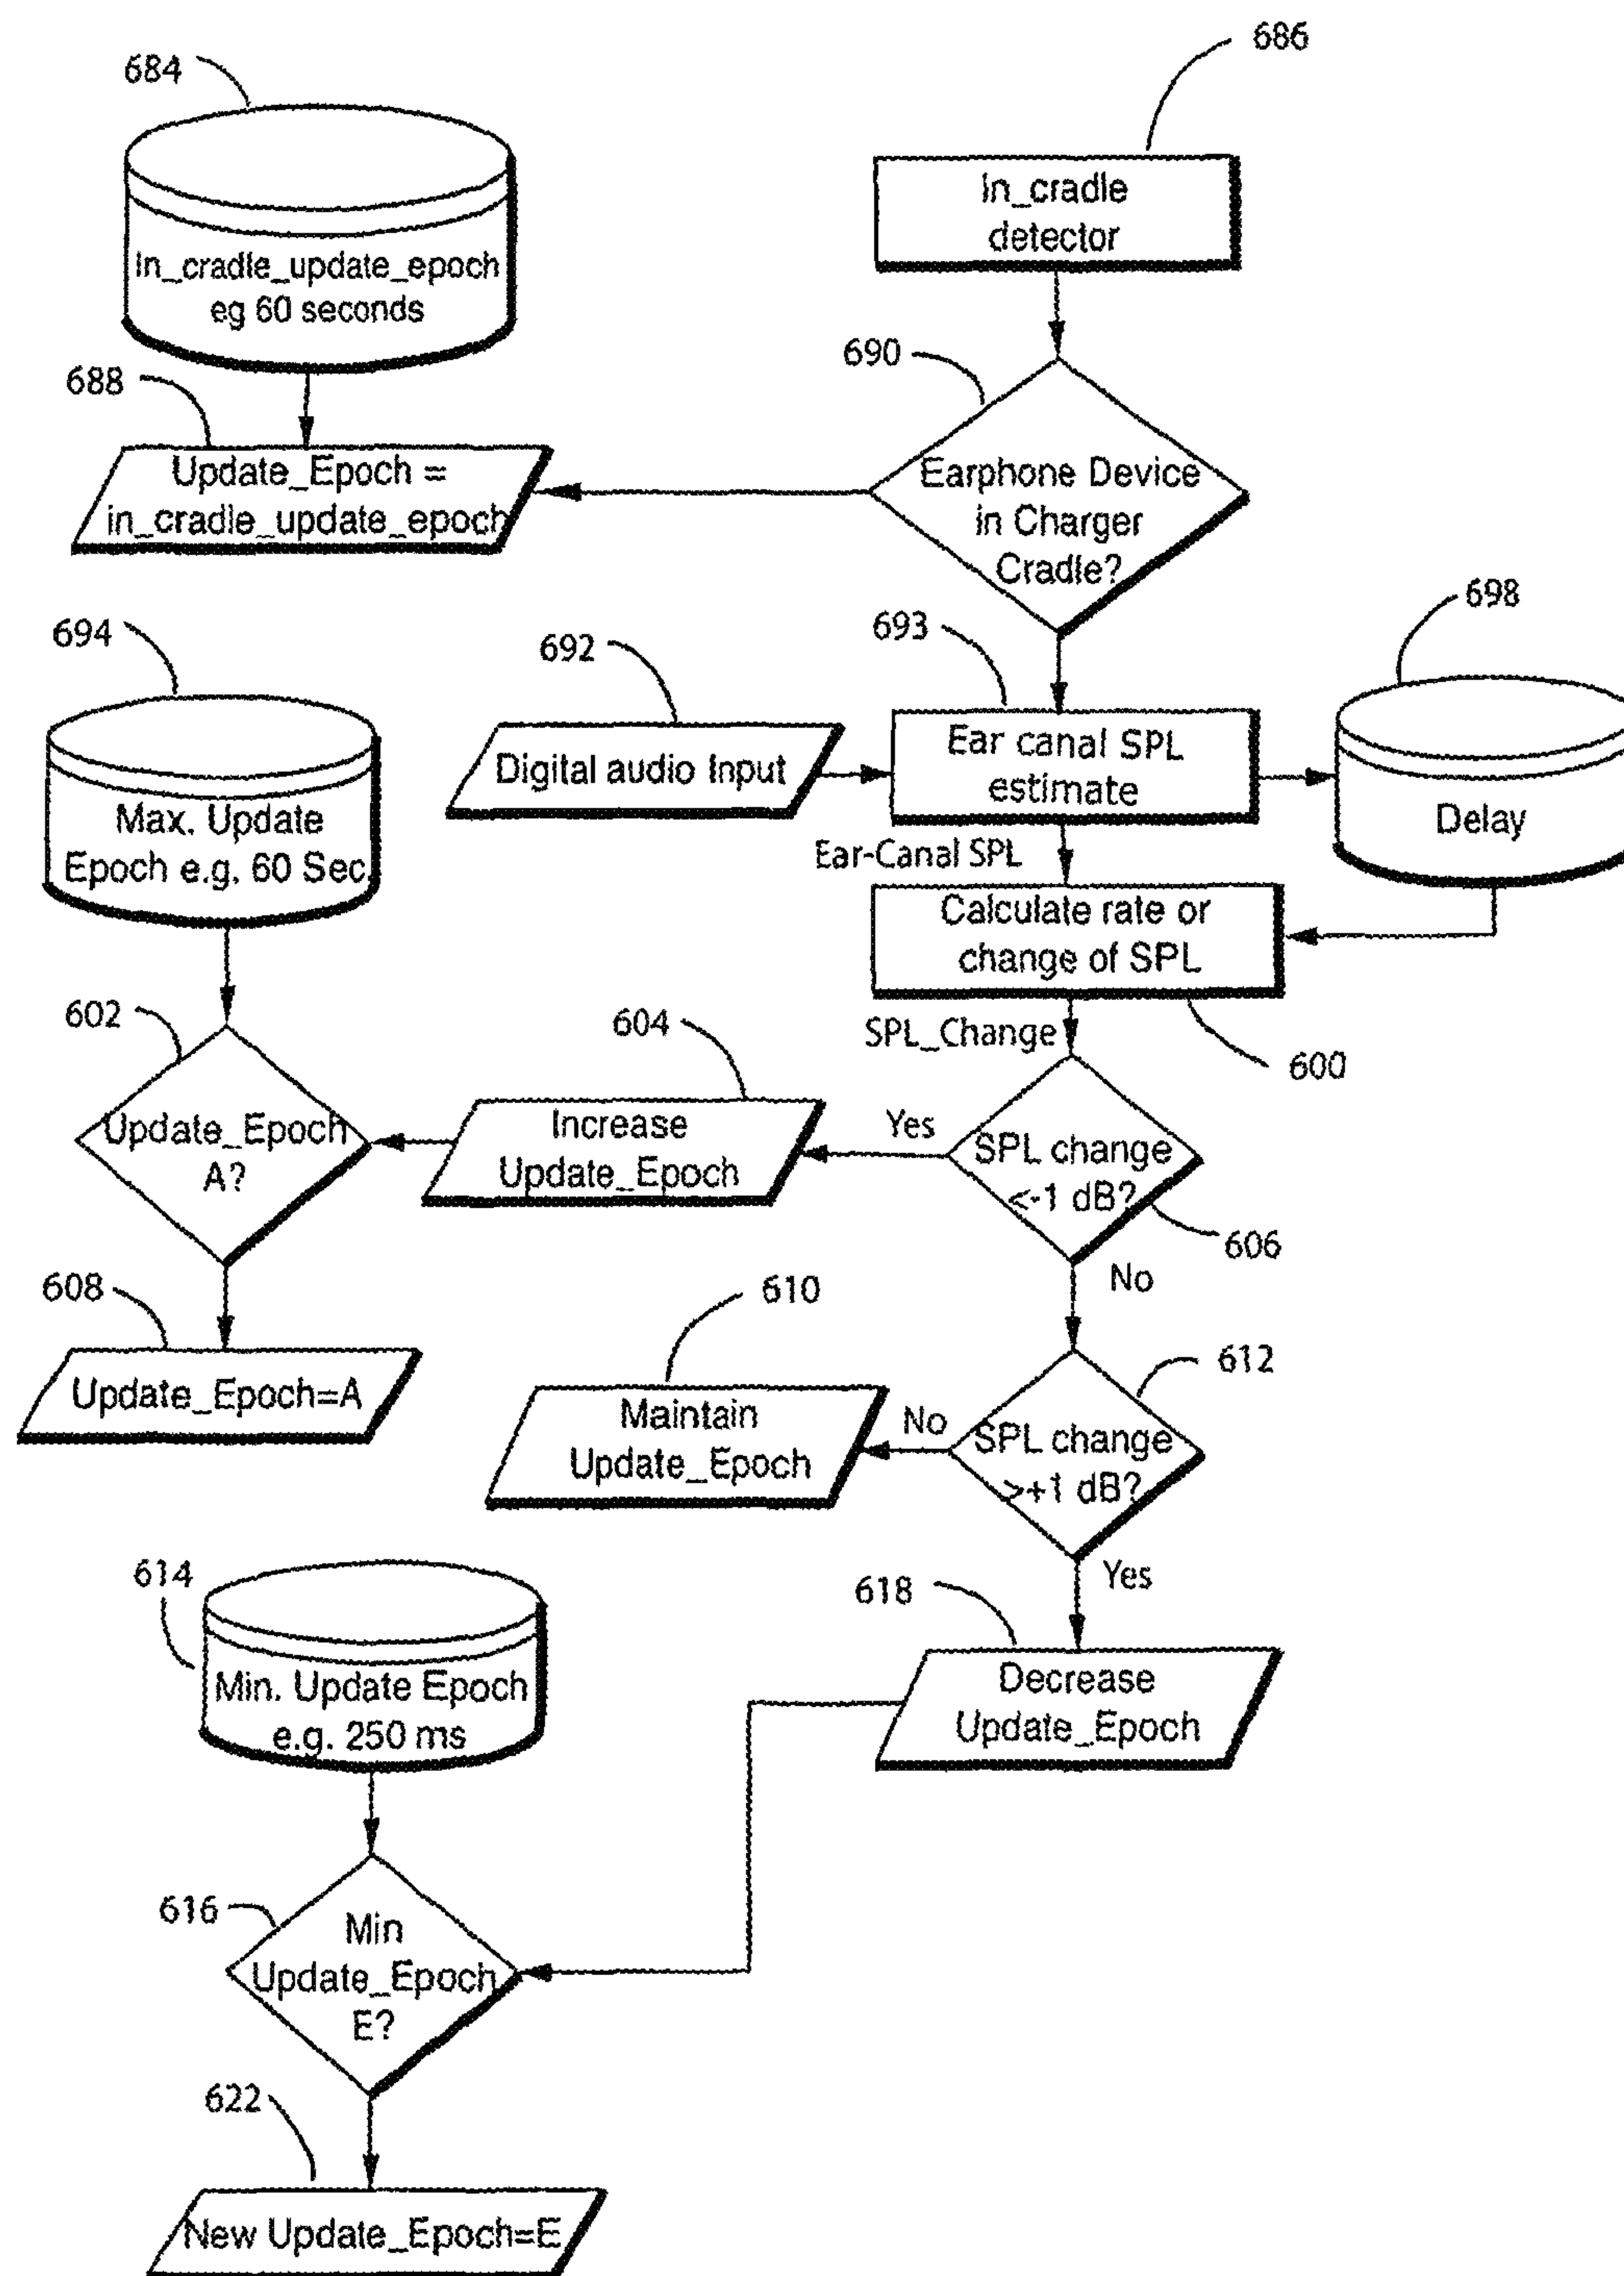 684
686
In_cradle_update_epoch
eg 60 seconds
In_cradle
detector
688
690
Update_Epoch =
in_cradle_update_epoch
Earphone Device
in Charger
Cradle?
694
692
693
698
Max. Update
Epoch e.g. 60 Sec.
Digital audio Input
Ear canal SPL
estimate
Delay
Ear-Canal SPL
Calculate rate or
change of SPL
602
604
SPL_Change
600
Update_Epoch
A?
Increase
Update_Epoch
Yes
SPL change
<-1 dB?
606
No
608
610
612
Update_Epoch=A
Maintain
Update_Epoch
No
SPL change
>+1 dB?
Yes
614
618
Min. Update Epoch
e.g. 250 ms
Decrease
Update_Epoch
616
Min
Update_Epoch
E?
622
New Update_Epoch=E